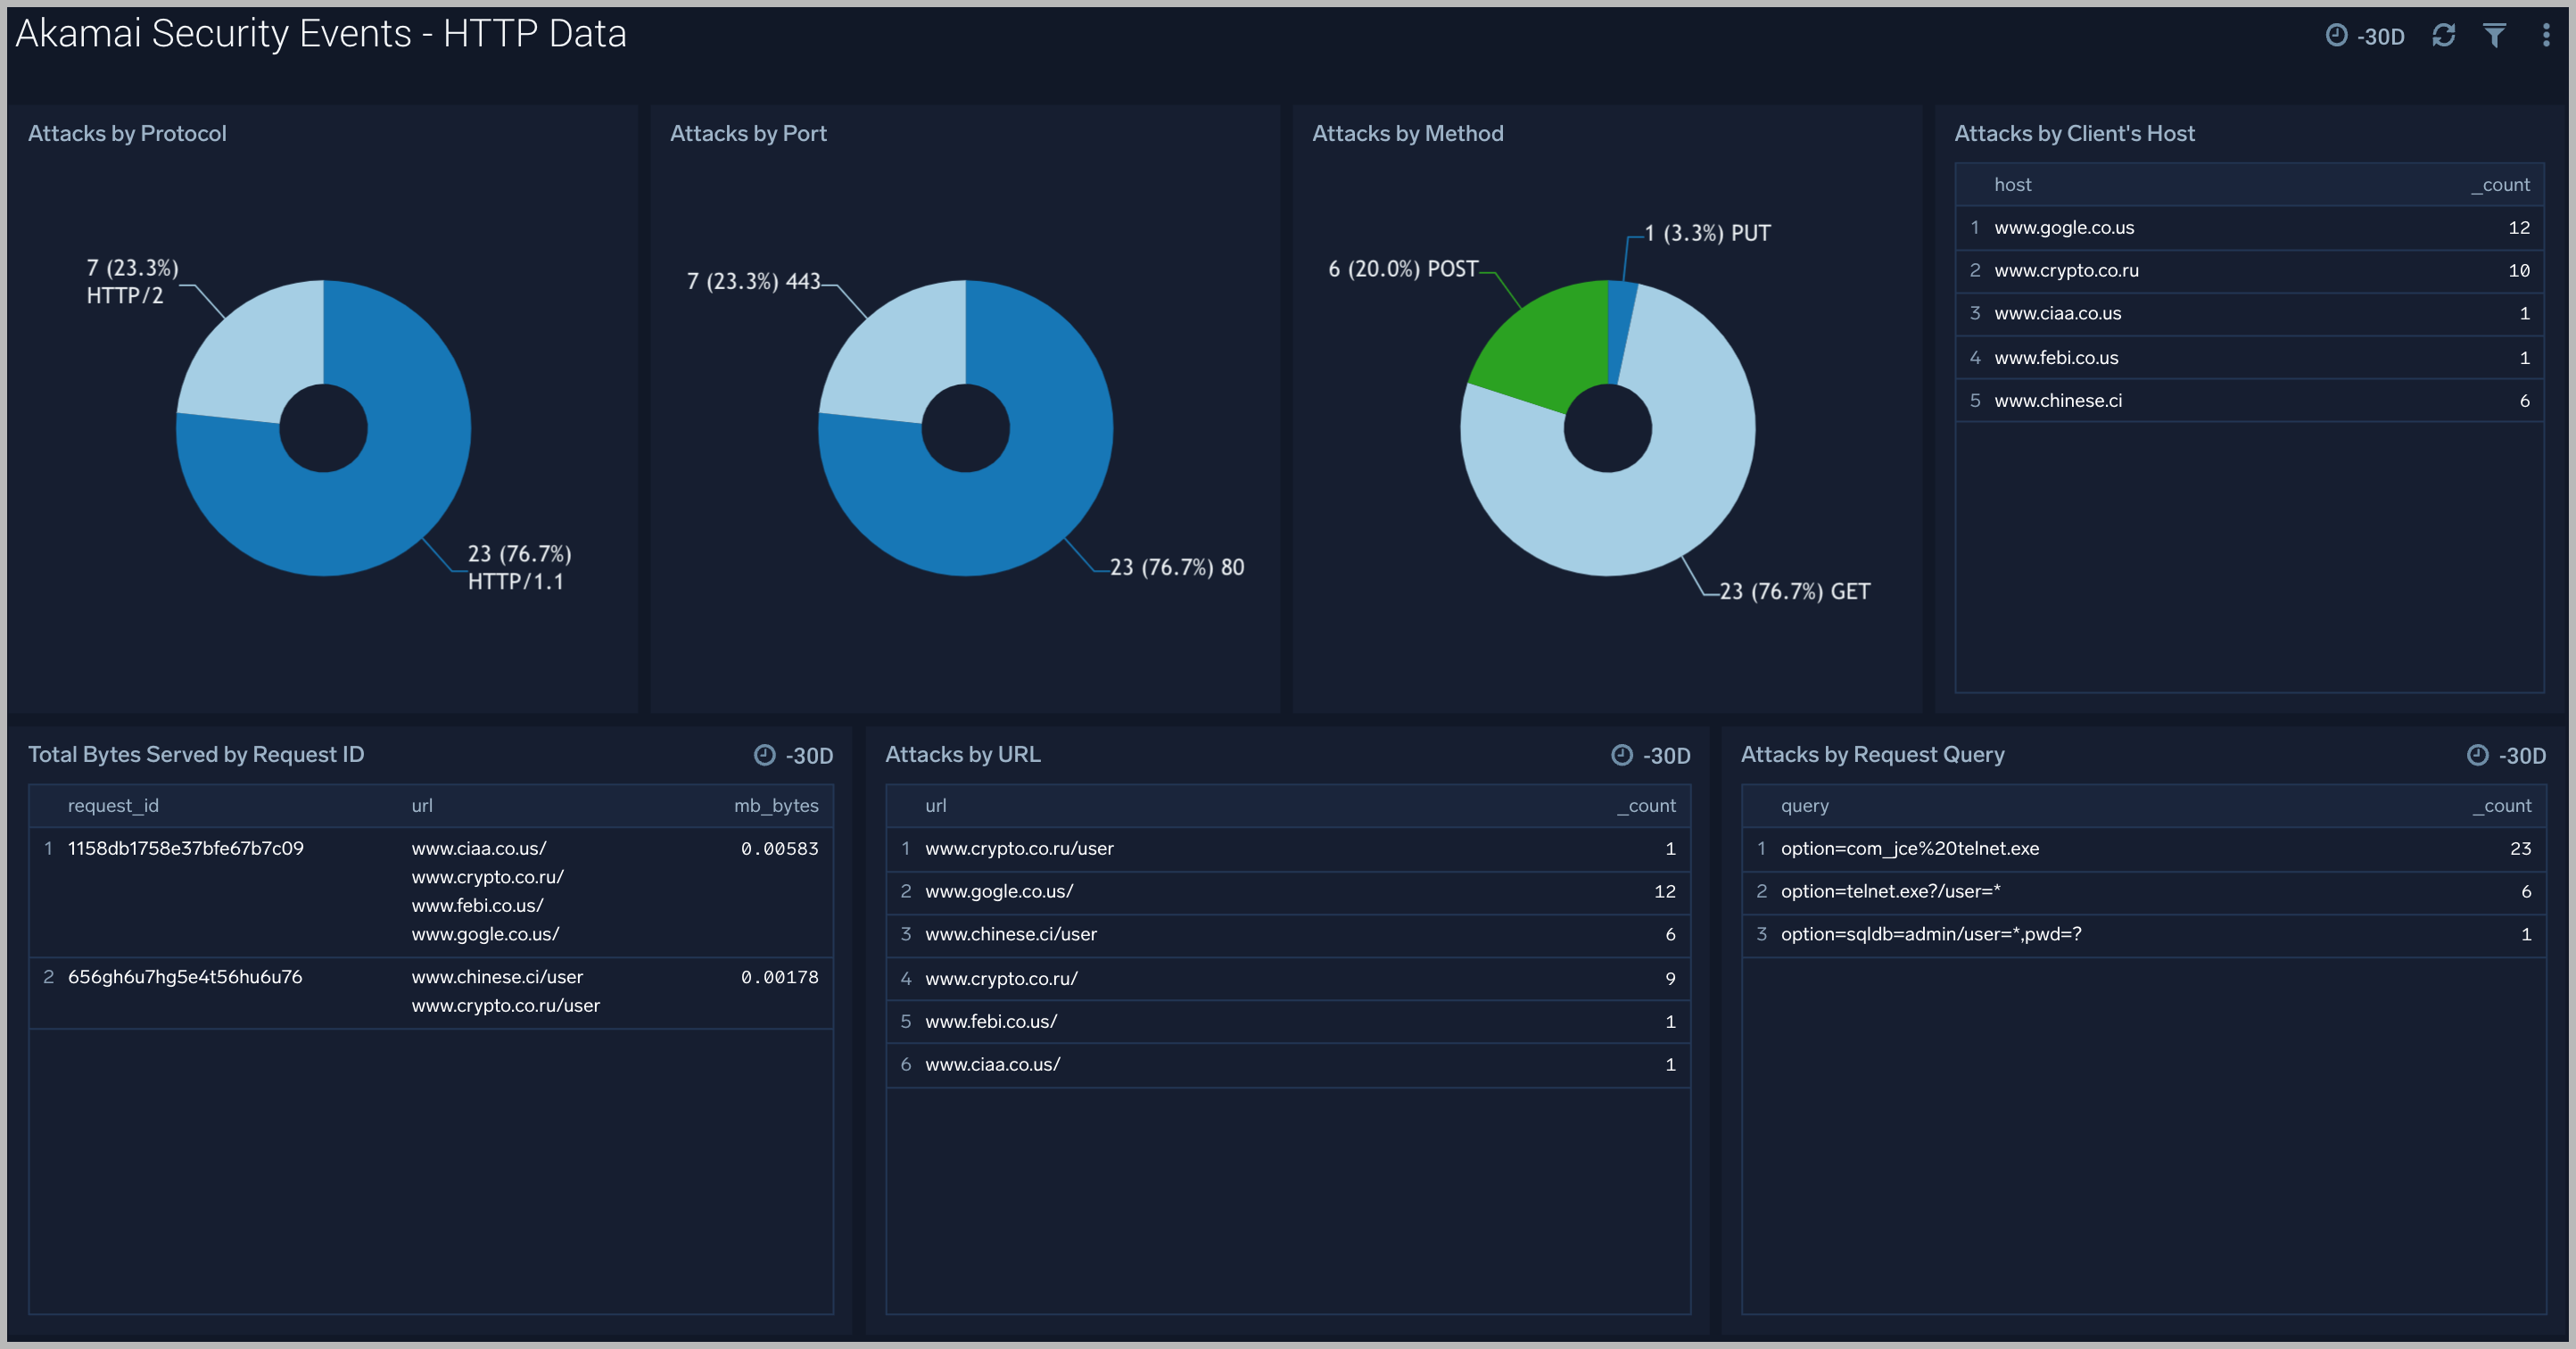 Akamai Security Events - HTTP Data
-30D
Attacks by Protocol
7 (23.3%)
HTTP/2
23 (76.7%)
HTTP/1.1
Attacks by Port
7 (23.3%) 443
23 (76.7%) 80
Attacks by Method
1 (3.3%) PUT
6 (20.0%) POST
23 (76.7%) GET
Attacks by Client's Host
host _count
1 www.gogle.co.us 12
2 www.crypto.co.ru 10
3 www.ciaa.co.us 1
4 www.febi.co.us 1
5 www.chinese.ci 6
Total Bytes Served by Request ID -30D
request_id url mb_bytes
1 1158db1758e37bfe67b7c09 www.ciaa.co.us/ 0.00583
www.crypto.co.ru/
www.febi.co.us/
www.gogle.co.us/
2 656gh6u7hg5e4t56hu6u76 www.chinese.ci/user 0.00178
www.crypto.co.ru/user
Attacks by URL -30D
url _count
1 www.crypto.co.ru/user 1
2 www.gogle.co.us/ 12
3 www.chinese.ci/user 6
4 www.crypto.co.ru/ 9
5 www.febi.co.us/ 1
6 www.ciaa.co.us/ 1
Attacks by Request Query -30D
query _count
1 option=com_jce%20telnet.exe 23
2 option=telnet.exe?/user=* 6
3 option=sqldb=admin/user=*,pwd=? 1